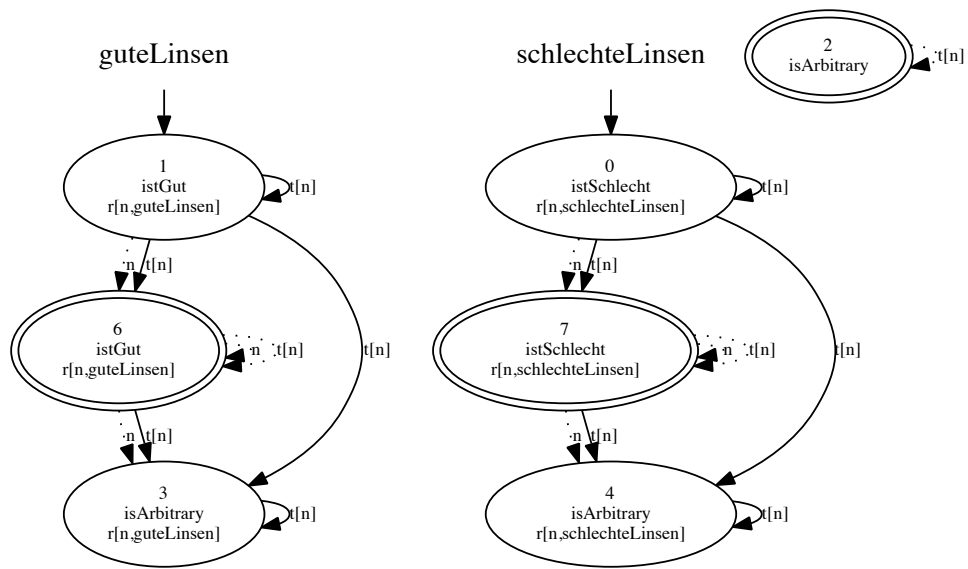 guteLinsen
schlechteLinsen
2
isArbitrary
t[n]
1
istGut
r[n,guteLinsen]
t[n]
0
istSchlecht
r[n,schlechteLinsen]
t[n]
n
t[n]
n
t[n]
6
istGut
r[n,guteLinsen]
n
t[n]
t[n]
7
istSchlecht
r[n,schlechteLinsen]
n
t[n]
t[n]
n
t[n]
n
t[n]
3
isArbitrary
r[n,guteLinsen]
t[n]
4
isArbitrary
r[n,schlechteLinsen]
t[n]